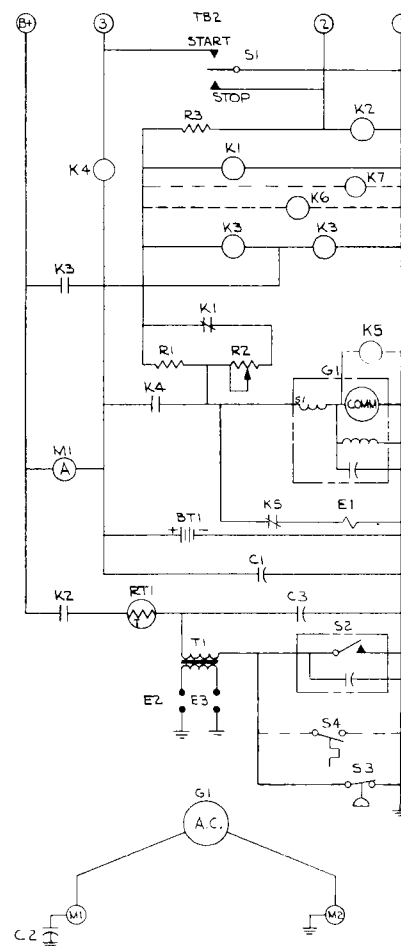 B+ 3 TB2 2
START
S1
STOP
R3 K2
K1
K4 K7
K6
K3 K3
K3
K1
R1 R2 K5
G1
K4 S1 COMM
M1
A
K5 E1
+ BT1 -
C1
K2 RT1 C3
T
T1 S2
E2 E3
S4
S3
G1
A.C.
M1 M2
C2